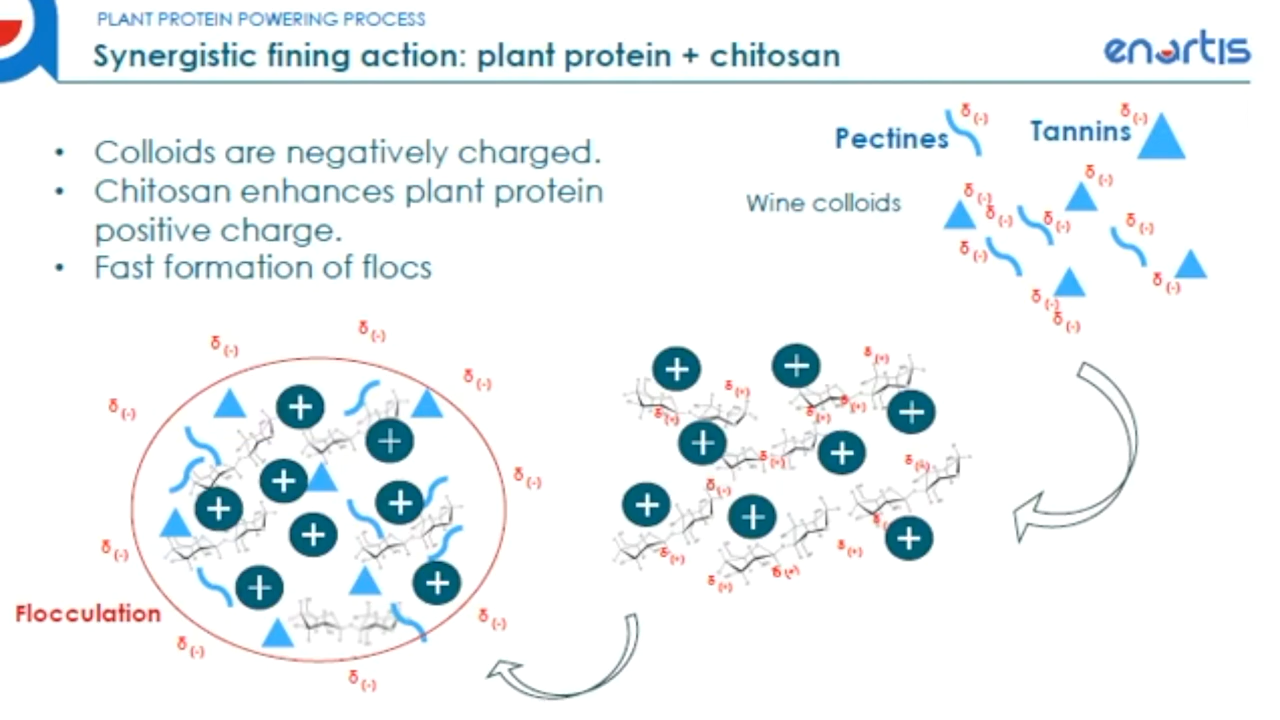 PLANT PROTEIN POWERING PROCESS
Synergistic fining action: plant protein + chitosan
enartis
• Colloids are negatively charged.
• Chitosan enhances plant protein
positive charge.
• Fast formation of flocs
Pectines δ (-)
Tannins δ (-)
Wine colloids
δ (-)
δ (-)
δ (-)
δ (-)
δ (-)
δ (-)
δ (-)
δ (-)
δ (-)
+ + + + + + + + +
δ (+)
δ (+)
δ (+)
δ (+)
δ (+)
δ (+)
δ (+)
δ (+)
δ (+)
δ (+)
δ (+)
Flocculation
δ (-)
δ (-)
δ (-)
δ (-)
δ (-)
δ (-)
δ (-)
δ (-)
δ (-)
+ + + + + + + +